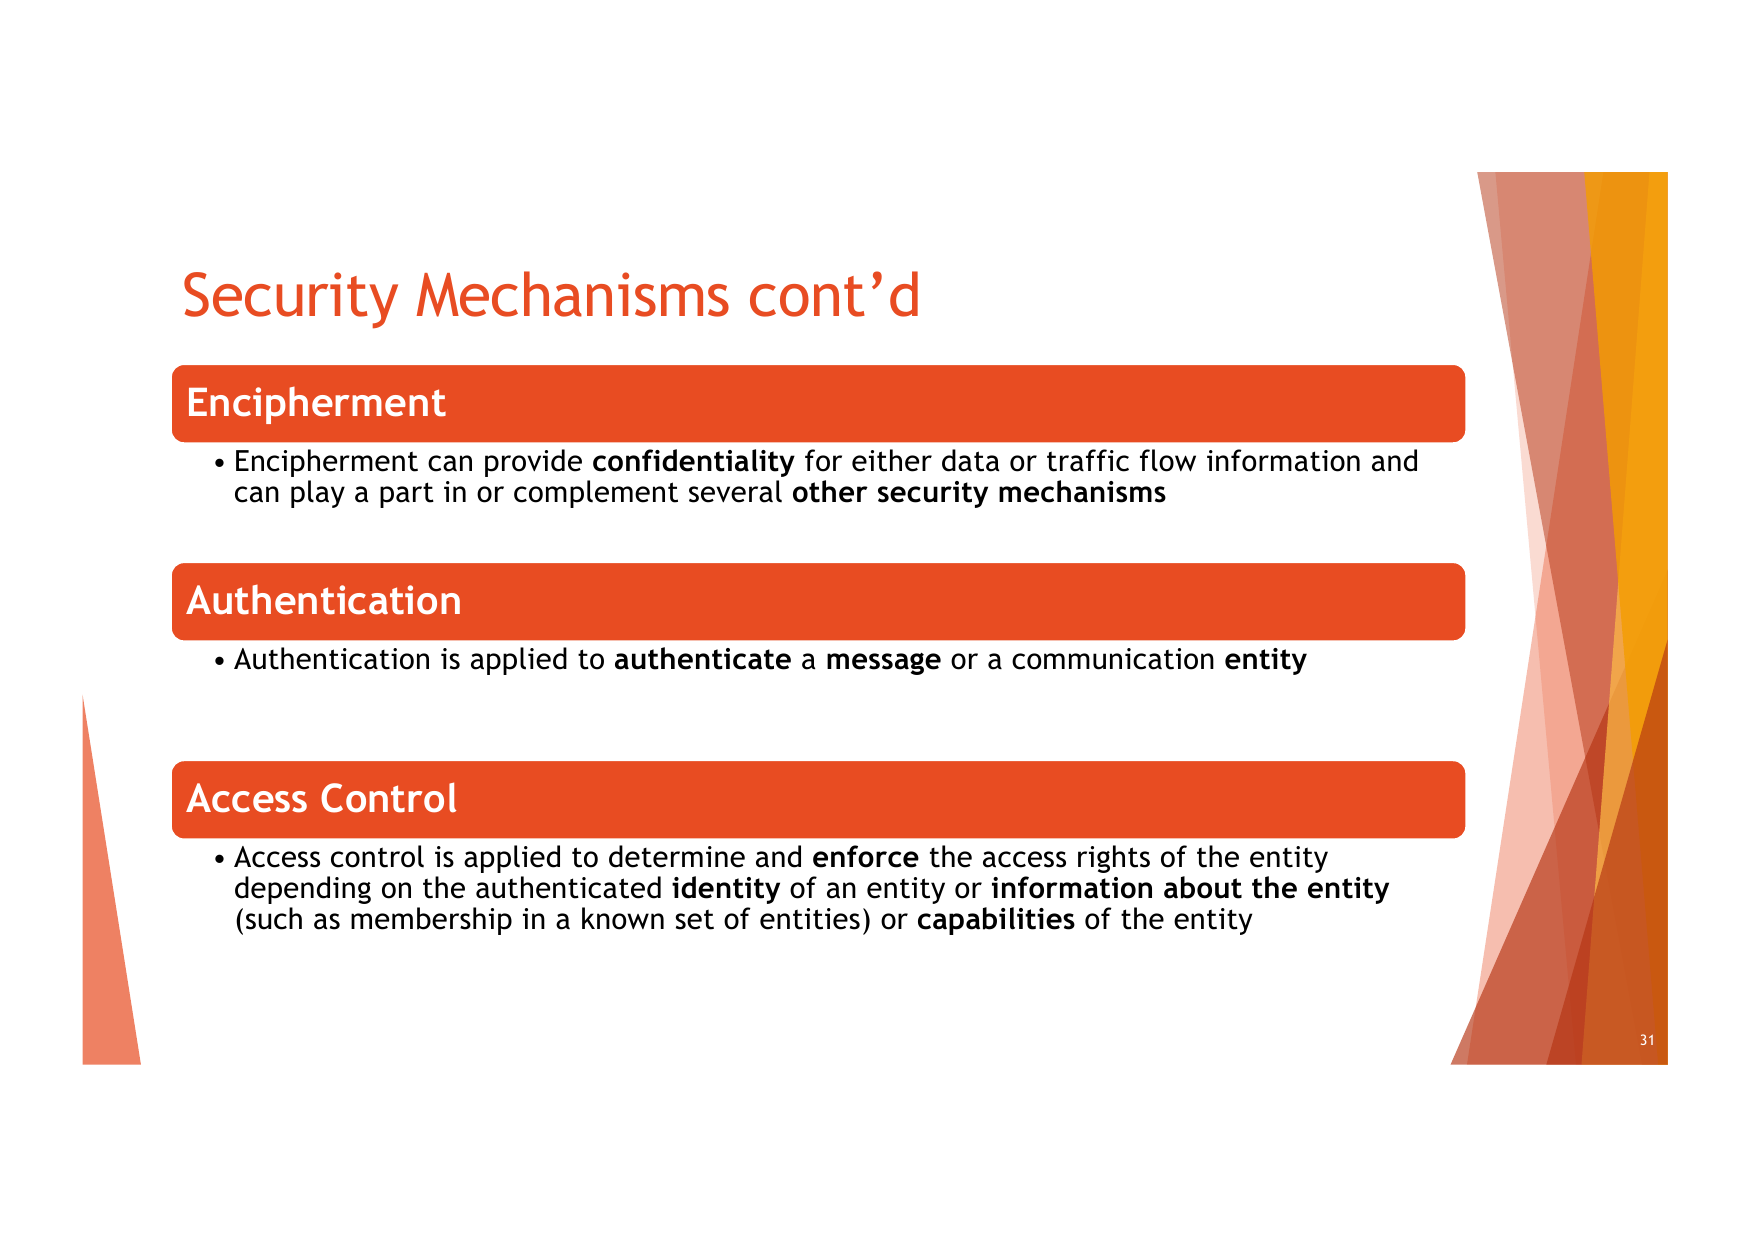 Security Mechanisms cont’d
Encipherment
• Encipherment can provide confidentiality for either data or traffic flow information and
can play a part in or complement several other security mechanisms
Authentication
• Authentication is applied to authenticate a message or a communication entity
Access Control
• Access control is applied to determine and enforce the access rights of the entity
depending on the authenticated identity of an entity or information about the entity
(such as membership in a known set of entities) or capabilities of the entity
31